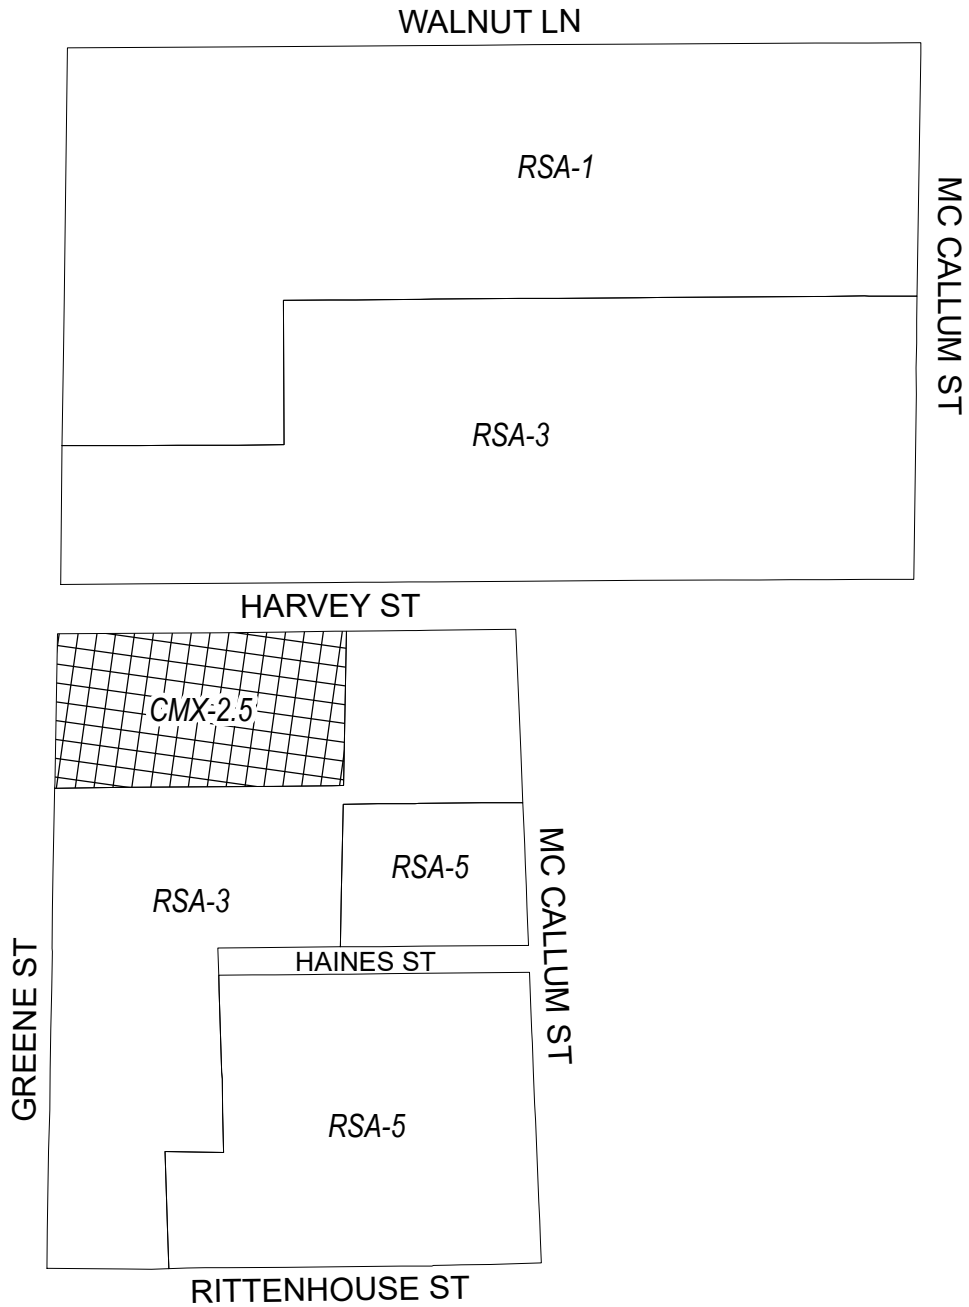 WALNUT LN
RSA-1
MC CALLUM ST
RSA-3
HARVEY ST
CMX-2.5
RSA-5
MC CALLUM ST
RSA-3
HAINES ST
GREENE ST
RSA-5
RITTENHOUSE ST